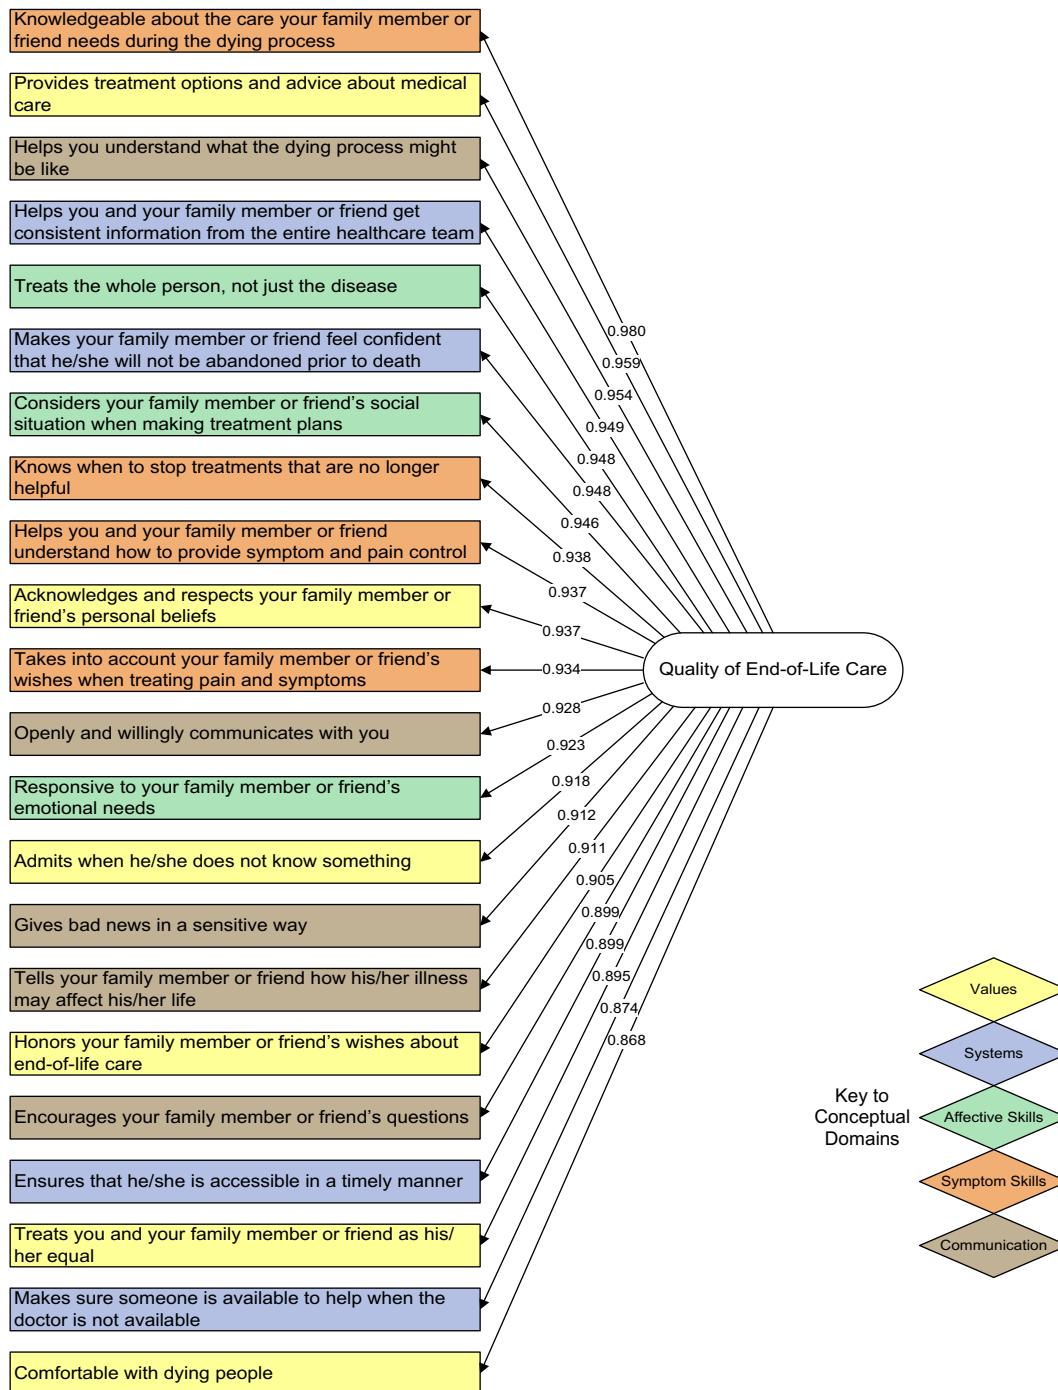 Knowledgeable about the care your family member or
friend needs during the dying process
Provides treatment options and advice about medical
care
Helps you understand what the dying process might
be like
Helps you and your family member or friend get
consistent information from the entire healthcare team
Treats the whole person, not just the disease
Makes your family member or friend feel confident
that he/she will not be abandoned prior to death
Considers your family member or friend's social
situation when making treatment plans
Knows when to stop treatments that are no longer
helpful
Helps you and your family member or friend
understand how to provide symptom and pain control
Acknowledges and respects your family member or
friend's personal beliefs
Takes into account your family member or friend's
wishes when treating pain and symptoms
Openly and willingly communicates with you
Responsive to your family member or friend's
emotional needs
Admits when he/she does not know something
Gives bad news in a sensitive way
Tells your family member or friend how his/her illness
may affect his/her life
Honors your family member or friend's wishes about
end-of-life care
Encourages your family member or friend's questions
Ensures that he/she is accessible in a timely manner
Treats you and your family member or friend as his/
her equal
Makes sure someone is available to help when the
doctor is not available
Comfortable with dying people
0.980
0.959
0.954
0.949
0.948
0.948
0.946
0.938
0.937
0.937
0.934
0.928
0.923
0.918
0.912
0.911
0.905
0.899
0.899
0.895
0.874
0.868
Quality of End-of-Life Care
Key to
Conceptual
Domains
Values
Systems
Affective Skills
Symptom Skills
Communication